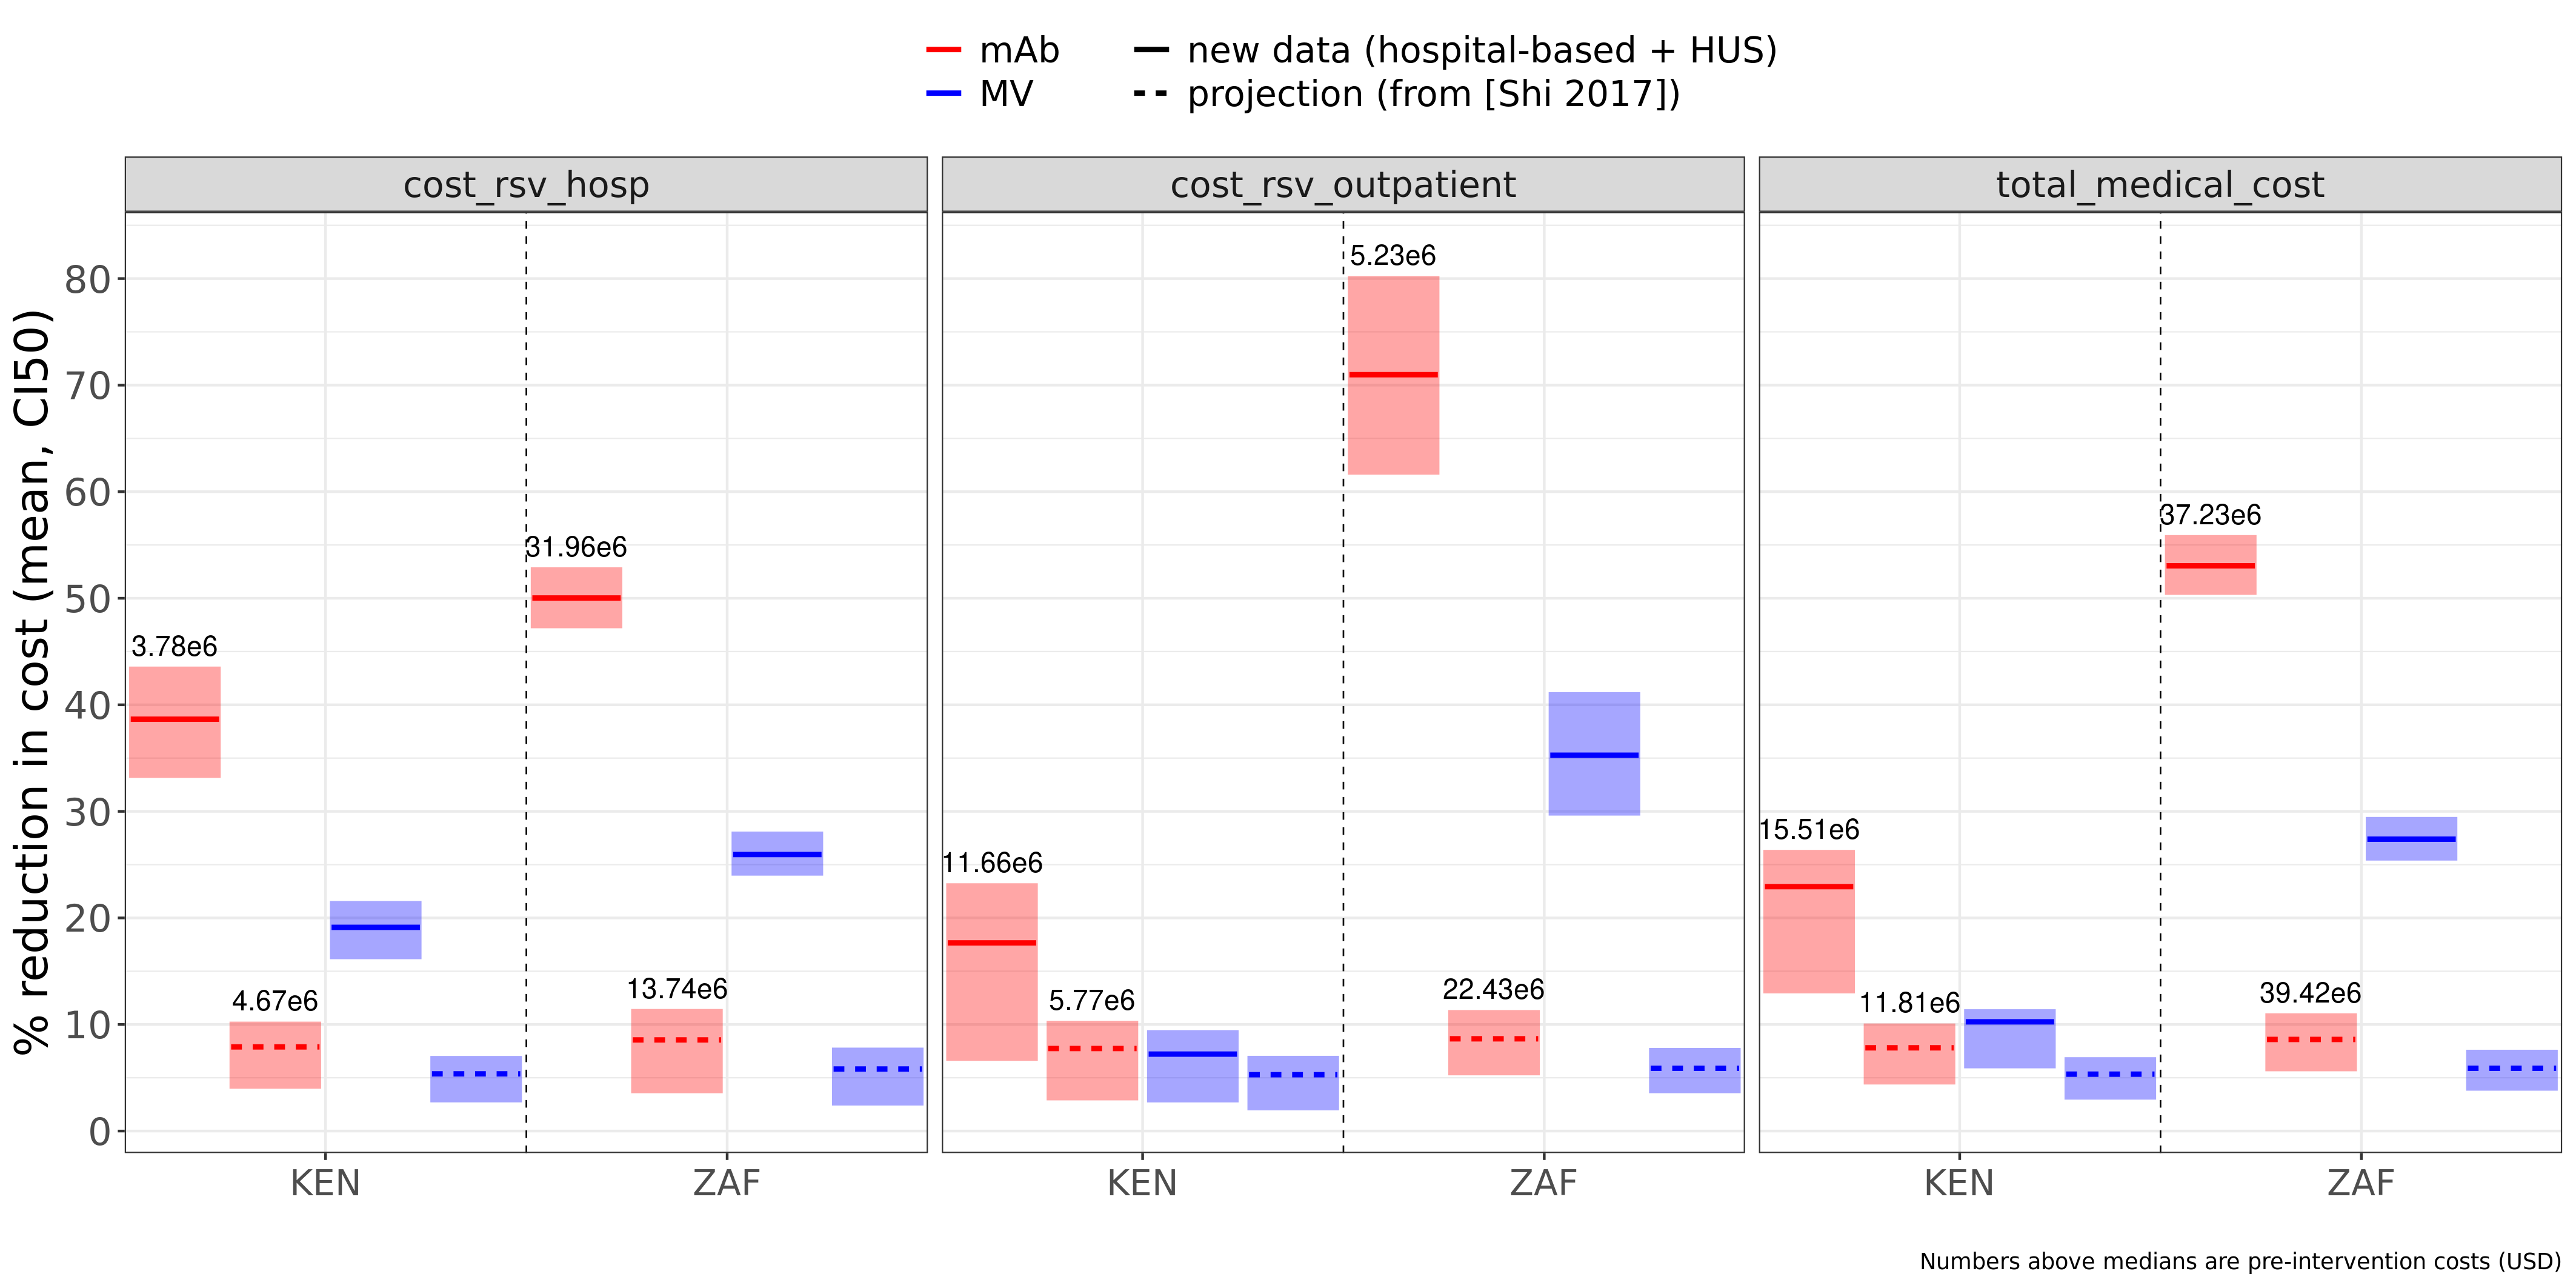 mAb
MV
new data (hospital-based + HUS)
projection (from [Shi 2017])
% reduction in cost (mean, CI50)
cost_rsv_hosp
cost_rsv_outpatient
total_medical_cost
80
70
60
50
40
30
20
10
0
3.78e6
4.67e6
31.96e6
13.74e6
11.66e6
5.77e6
5.23e6
22.43e6
15.51e6
11.81e6
37.23e6
39.42e6
KEN
ZAF
KEN
ZAF
KEN
ZAF
Numbers above medians are pre-intervention costs (USD)